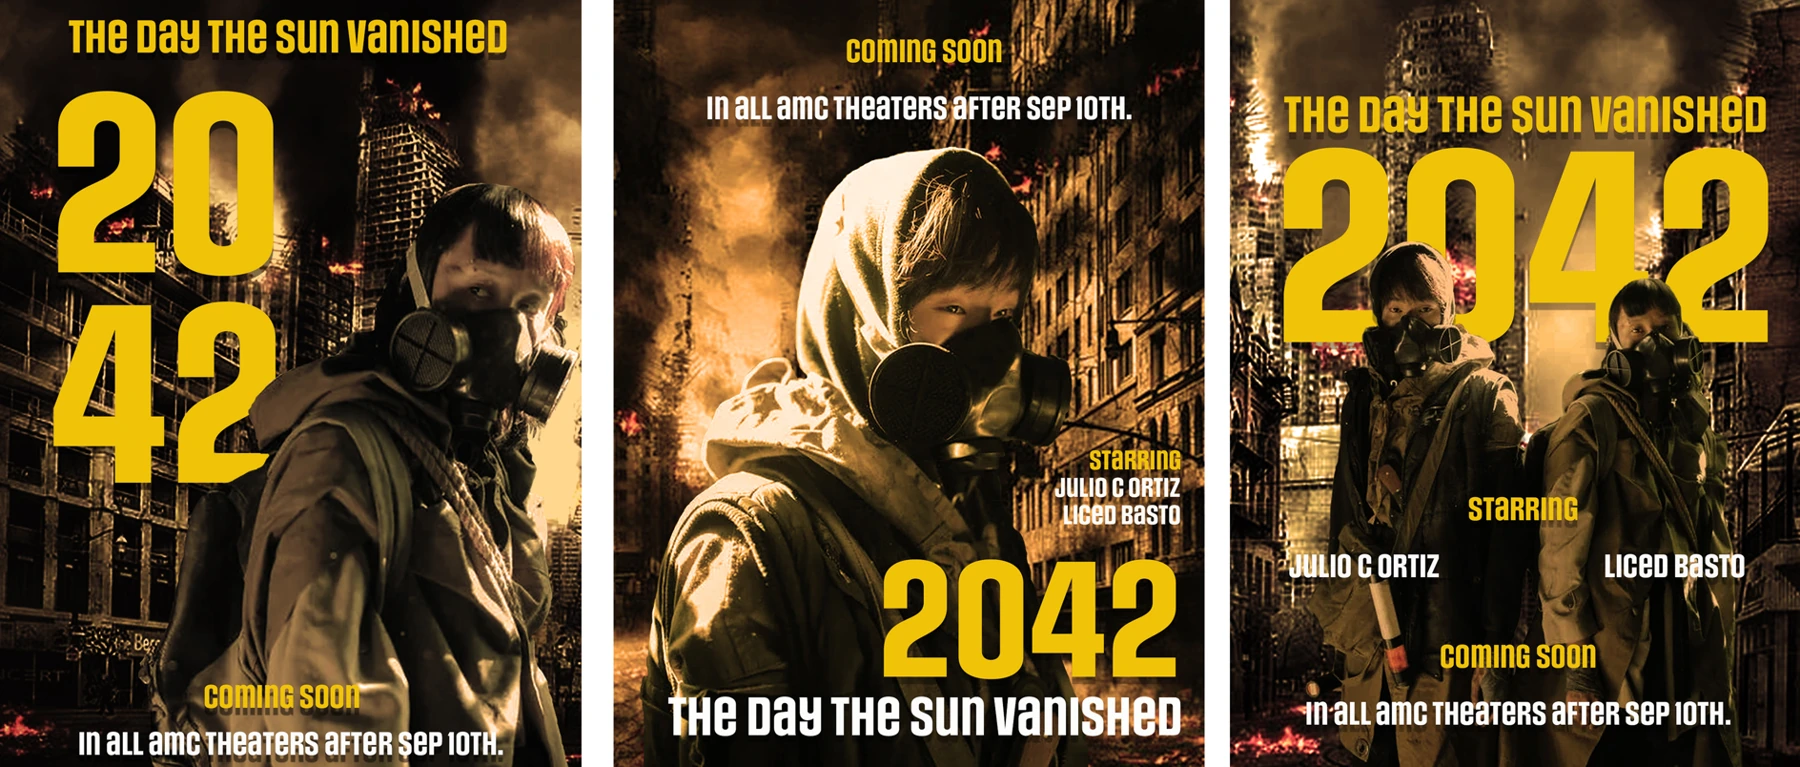 THE Day THE SUN VANISHED
20
42
Berc
COMING SOON
IN ALL AMC THEATERS AFTER SEP 10TH.
COMING SOON
IN ALL AMC THEATERS AFTER SEP 10TH.
STARRING
JULIO C ORTIZ
LICED BASTO
2042
THE Day THE SUN VANISHED
THE Day THE $UN VANISHED
2042
STARRING
JULIO C ORTIZ
LICED BASTO
COMING SOON
IN ALL AMC THEATERS AFTER SEP 10TH.